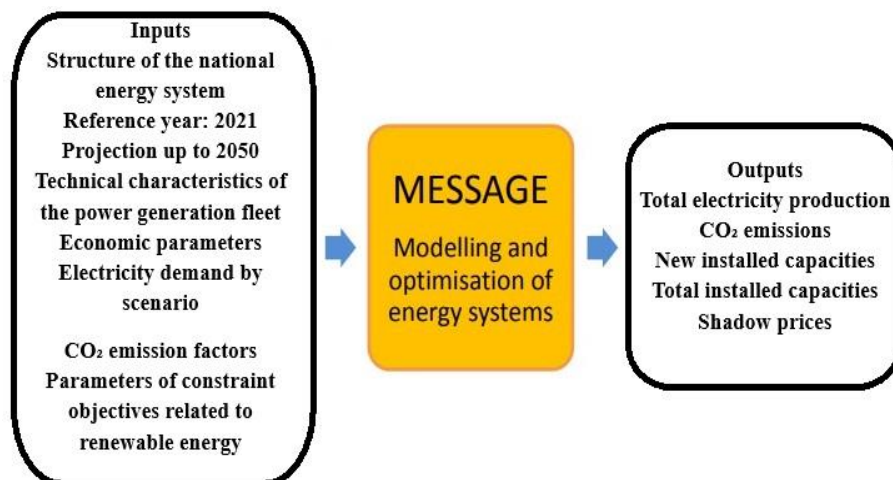 Inputs
Structure of the national
energy system
Reference year: 2021
Projection up to 2050
Technical characteristics of
the power generation fleet
Economic parameters
Electricity demand by
scenario
CO₂ emission factors
Parameters of constraint
objectives related to
renewable energy
MESSAGE
Modelling and
optimisation of
energy systems
Outputs
Total electricity production
CO₂ emissions
New installed capacities
Total installed capacities
Shadow prices